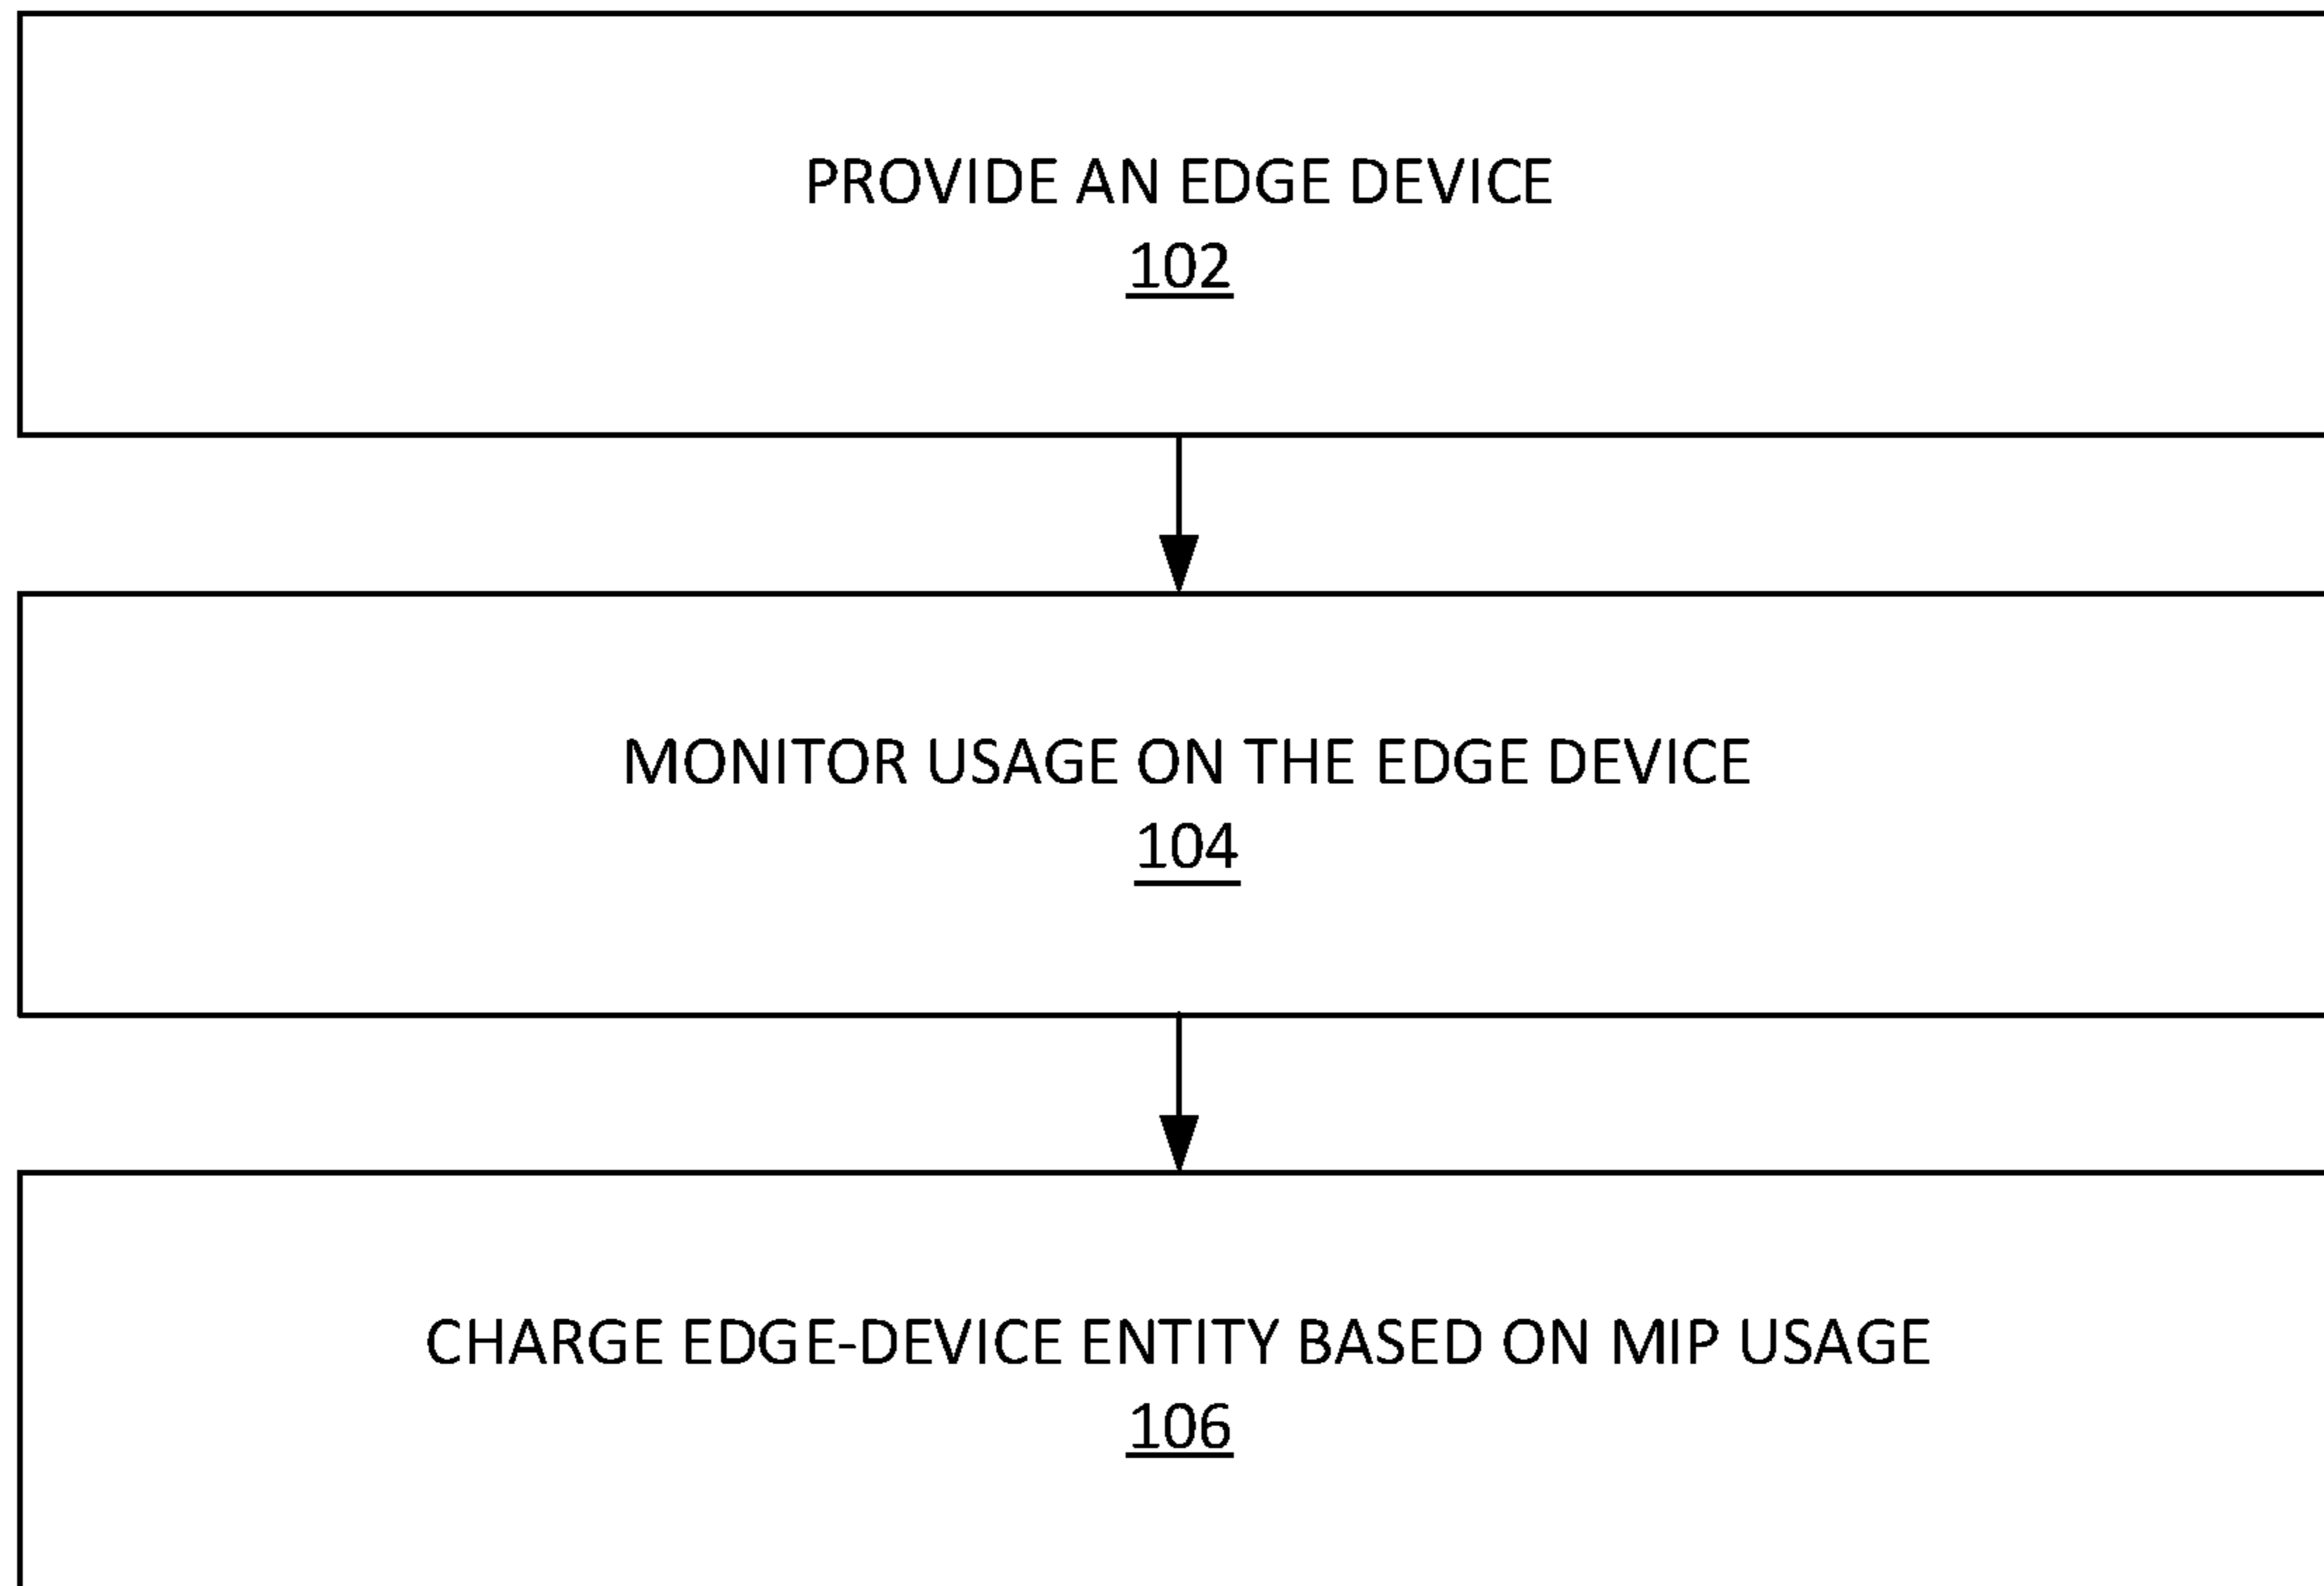 PROVIDE AN EDGE DEVICE
102
MONITOR USAGE ON THE EDGE DEVICE
104
CHARGE EDGE-DEVICE ENTITY BASED ON MIP USAGE
106